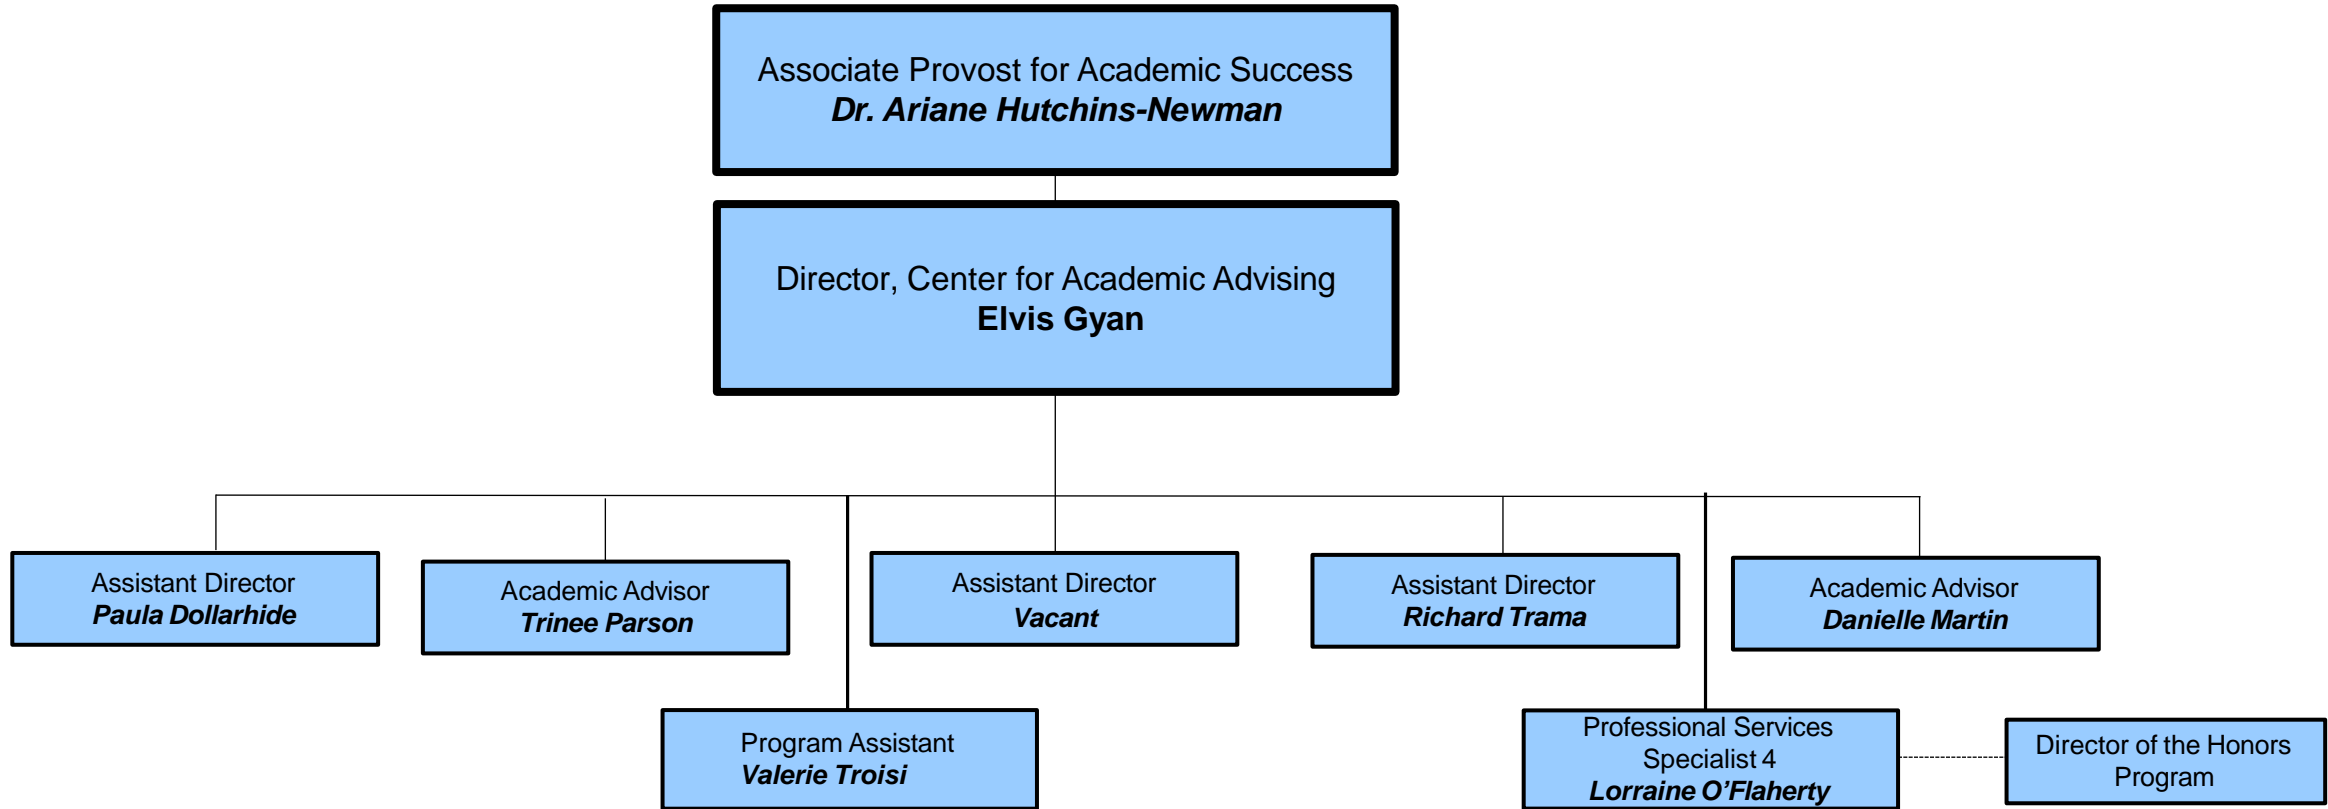 Associate Provost for Academic Success
Dr. Ariane Hutchins-Newman
Director, Center for Academic Advising
Elvis Gyan
Assistant Director
Paula Dollarhide
Academic Advisor
Trinee Parson
Assistant Director
Vacant
Assistant Director
Richard Trama
Academic Advisor
Danielle Martin
Program Assistant
Valerie Troisi
Professional Services
Specialist 4
Lorraine O’Flaherty
Director of the Honors
Program